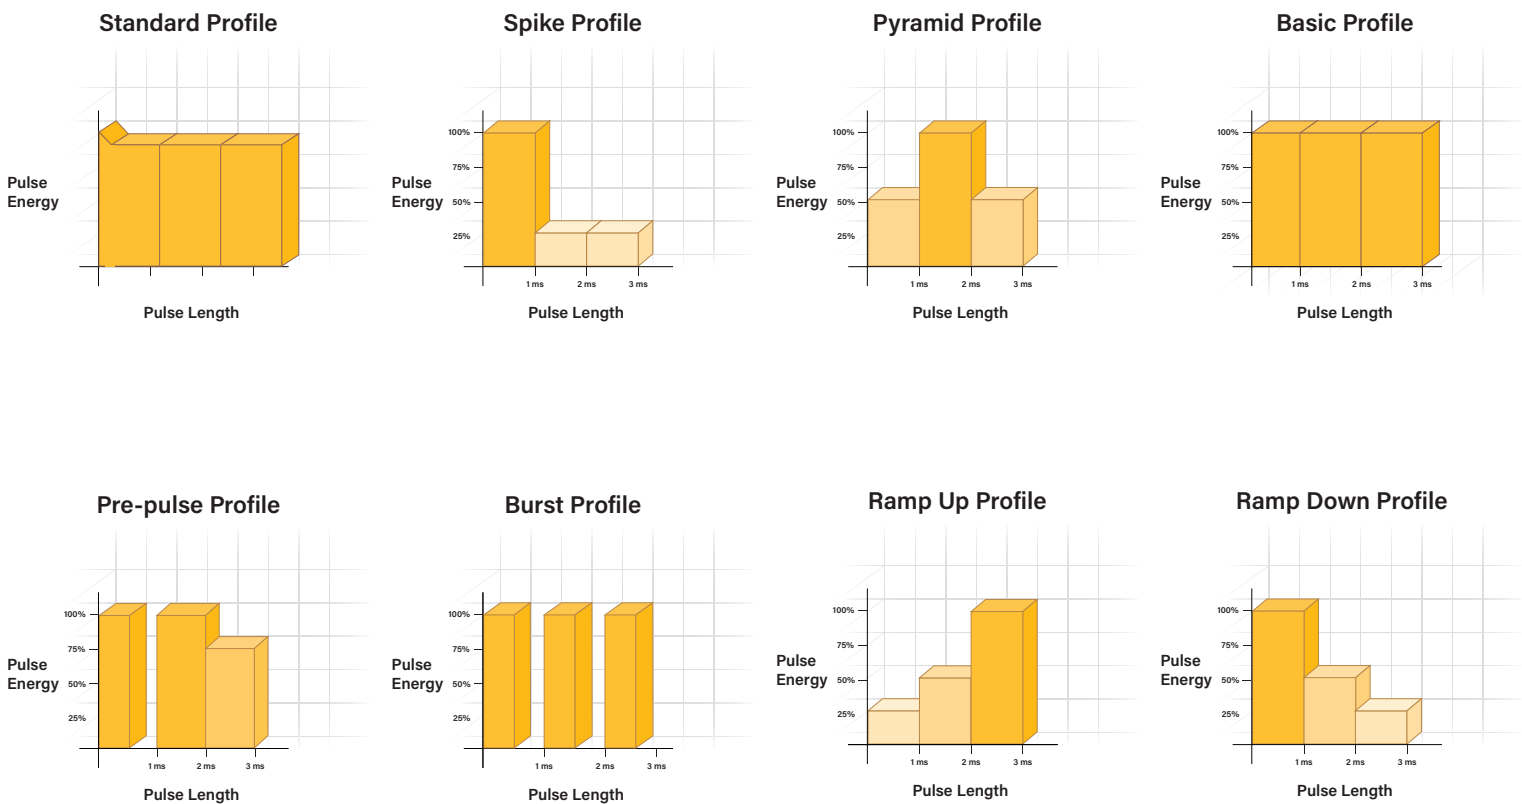 Standard Profile
Pulse
Energy
Pulse Length
Spike Profile
100%
75%
Pulse
Energy
50%
25%
1 ms
2 ms
3 ms
Pulse Length
Pyramid Profile
100%
75%
Pulse
Energy
50%
25%
1 ms
2 ms
3 ms
Pulse Length
Basic Profile
100%
75%
Pulse
Energy
50%
25%
1 ms
2 ms
3 ms
Pulse Length
Pre-pulse Profile
100%
75%
Pulse
Energy
50%
25%
1 ms
2 ms
3 ms
Pulse Length
Burst Profile
100%
75%
Pulse
Energy
50%
25%
1 ms
2 ms
3 ms
Pulse Length
Ramp Up Profile
100%
75%
Pulse
Energy
50%
25%
1 ms
2 ms
3 ms
Pulse Length
Ramp Down Profile
100%
75%
Pulse
Energy
50%
25%
1 ms
2 ms
3 ms
Pulse Length